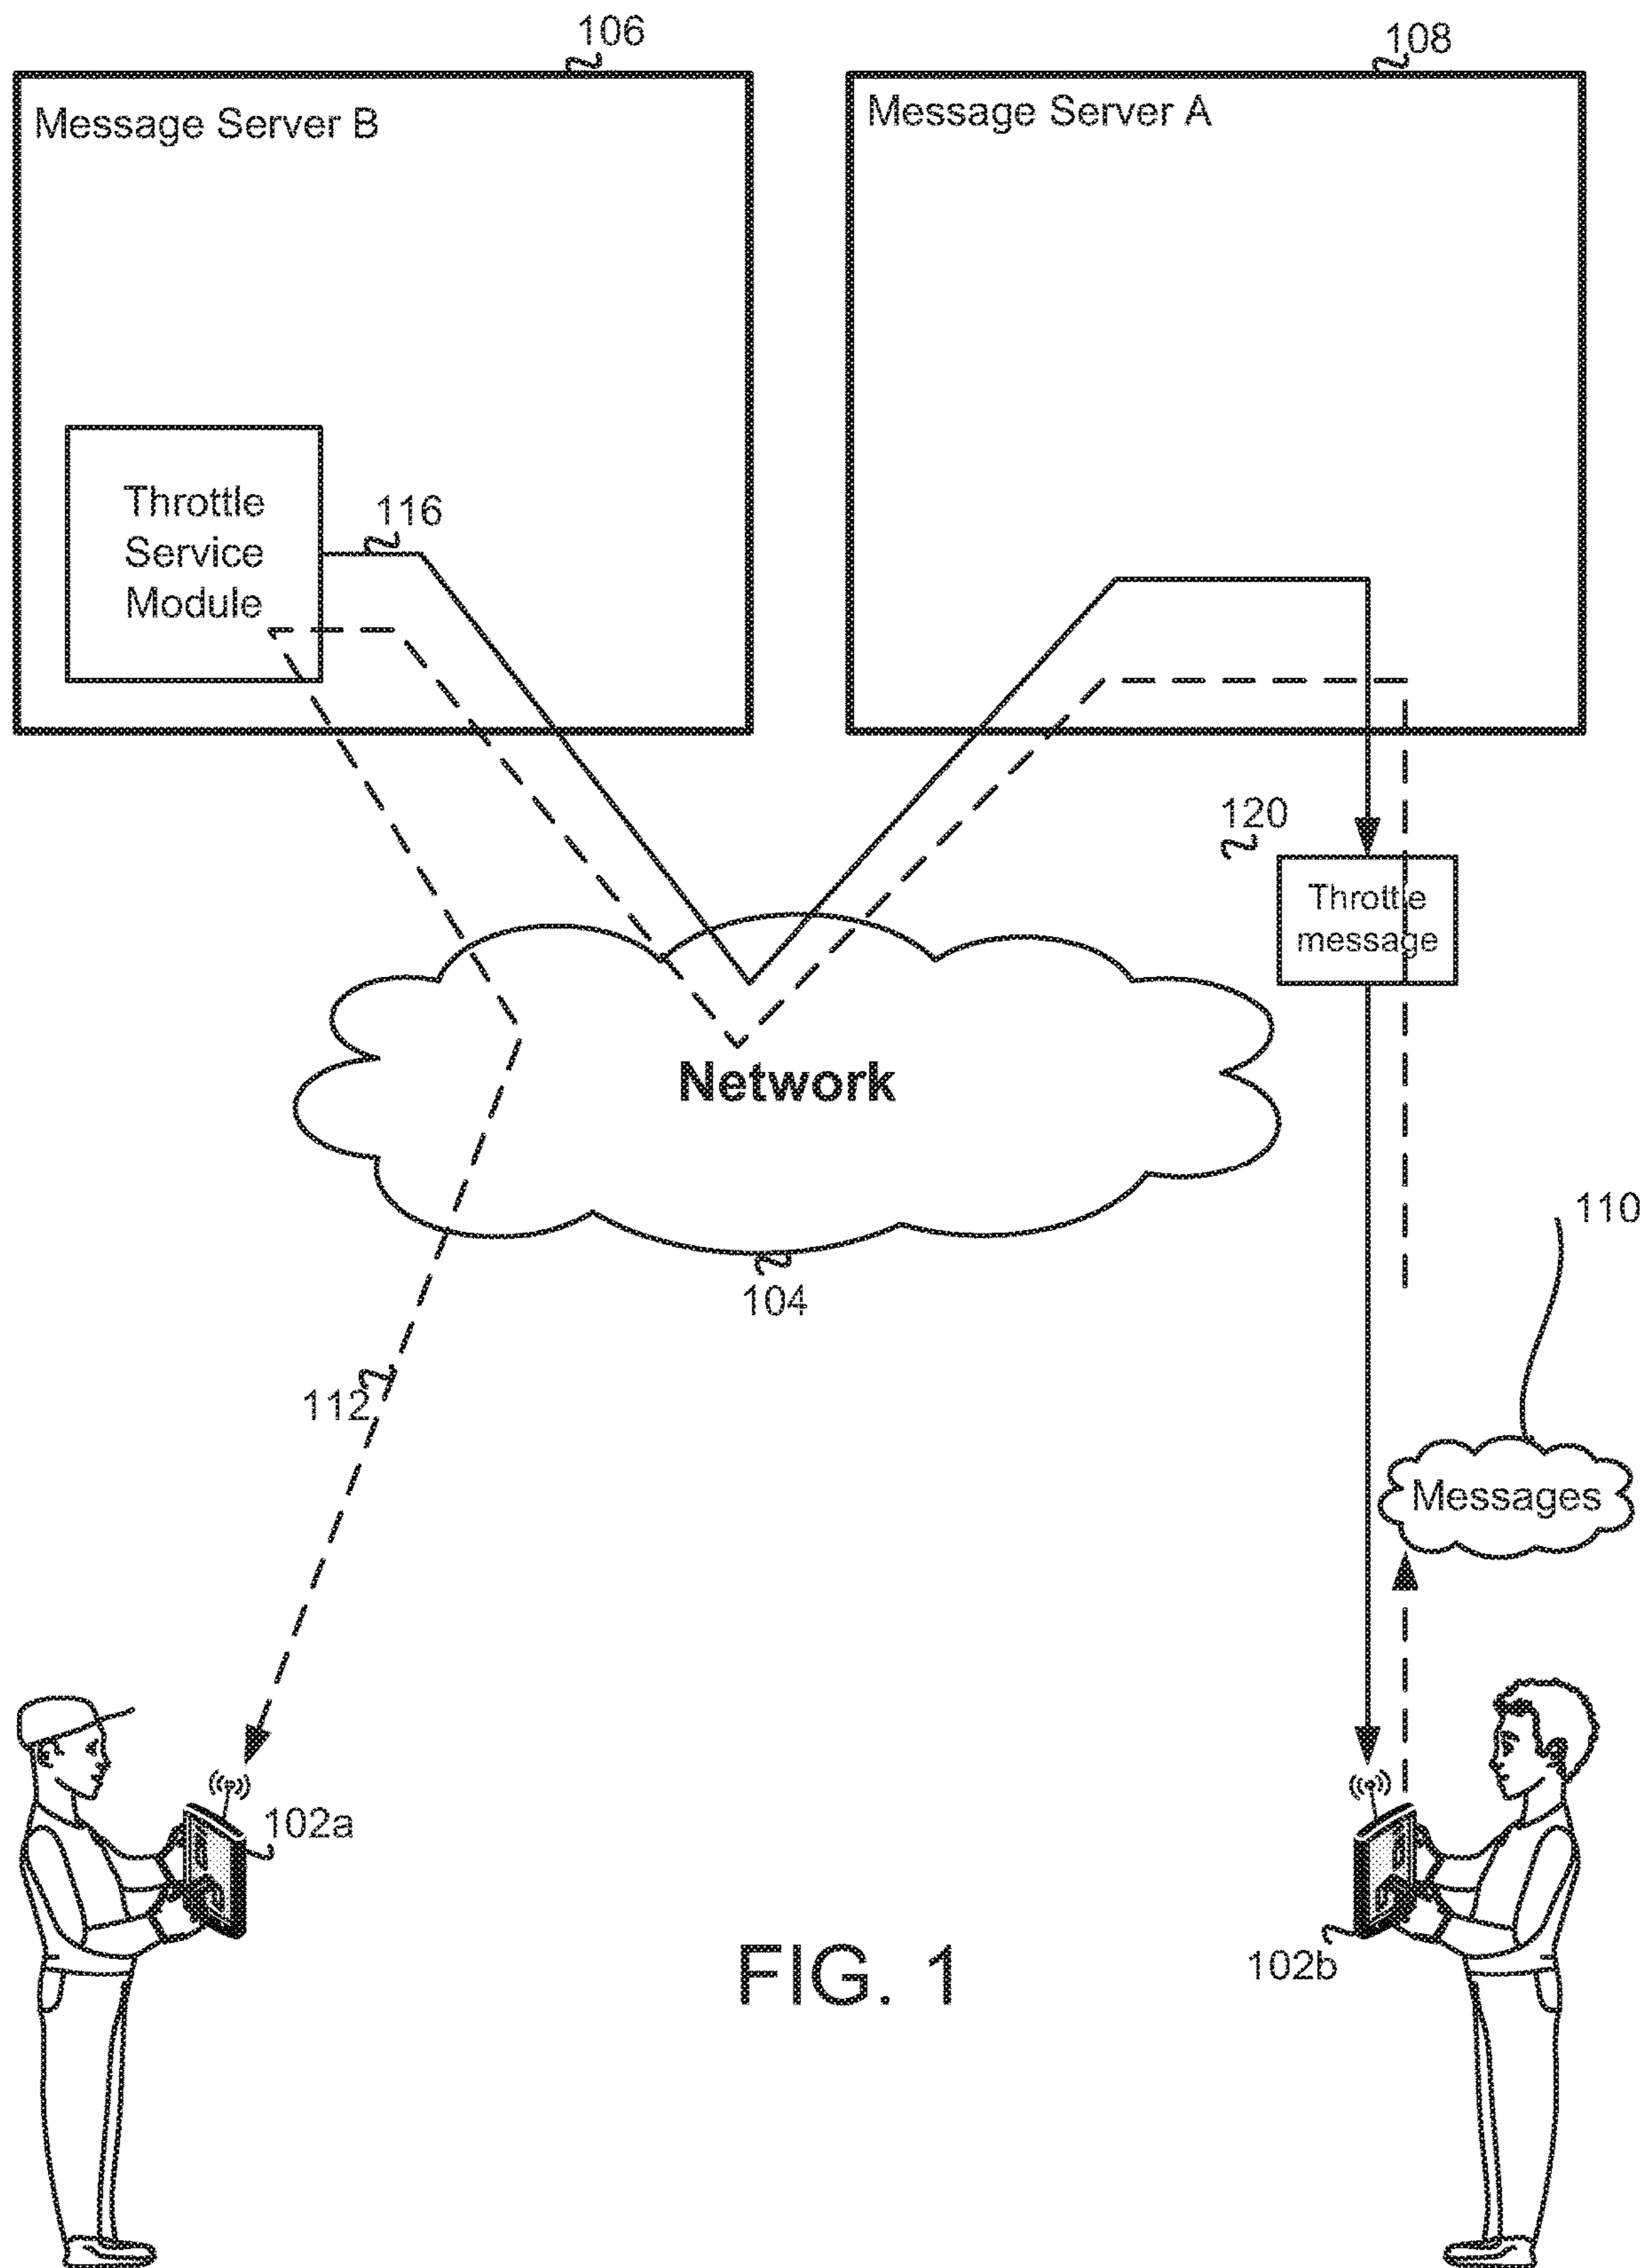 106
108
Message Server B
Message Server A
Throttle
Service
Module
116
120
Throttle
message
Network
110
104
112
Messages
102a
102b
FIG. 1